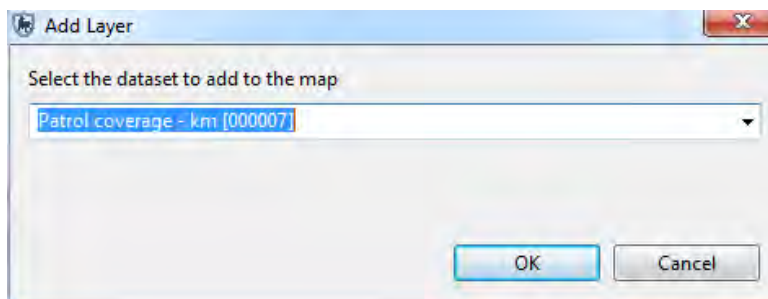 Add Layer
Select the dataset to add to the map
Patrol coverage - km [000007]
OK Cancel